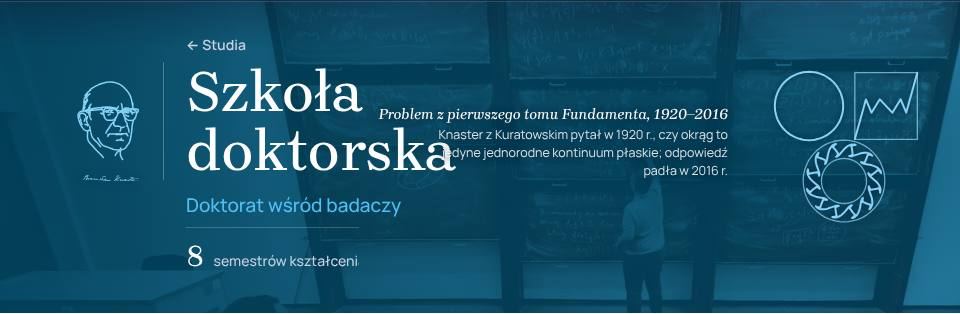 ← Studia
Szkoła
doktorska
Problem z pierwszego tomu Fundamenta, 1920–2016
Knaster z Kuratowskim pytał w 1920 r., czy okrąg to
jedyne jednorodne kontinuum płaskie; odpowiedź
padła w 2016 r.
Doktorat wśród badaczy
8 semestrów kształceni